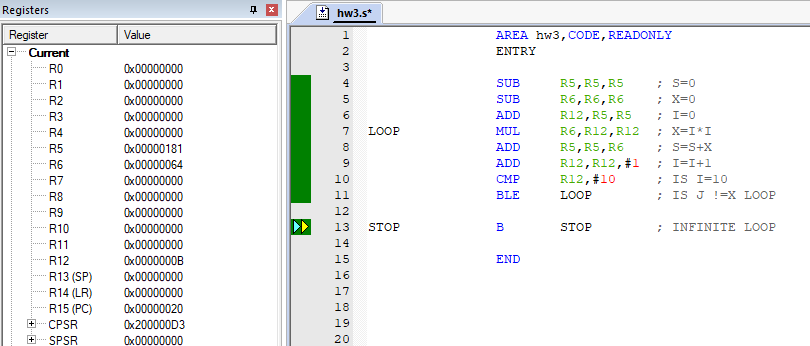 Registers
Register Value
Current
R0 0x00000000
R1 0x00000000
R2 0x00000000
R3 0x00000000
R4 0x00000000
R5 0x00000181
R6 0x00000064
R7 0x00000000
R8 0x00000000
R9 0x00000000
R10 0x00000000
R11 0x00000000
R12 0x0000000B
R13 (SP) 0x00000000
R14 (LR) 0x00000000
R15 (PC) 0x00000020
CPSR 0x200000D3
SPSR 0x00000000
hw3.s*
1 AREA hw3,CODE,READONLY
2 ENTRY
3
4 SUB R5,R5,R5 ; S=0
5 SUB R6,R6,R6 ; X=0
6 ADD R12,R5,R5 ; I=0
7 LOOP MUL R6,R12,R12 ; X=I*I
8 ADD R5,R5,R6 ; S=S+X
9 ADD R12,R12,#1 ; I=I+1
10 CMP R12,#10 ; IS I=10
11 BLE LOOP ; IS J !=X LOOP
12
13 STOP B STOP ; INFINITE LOOP
14
15 END
16
17
18
19
20